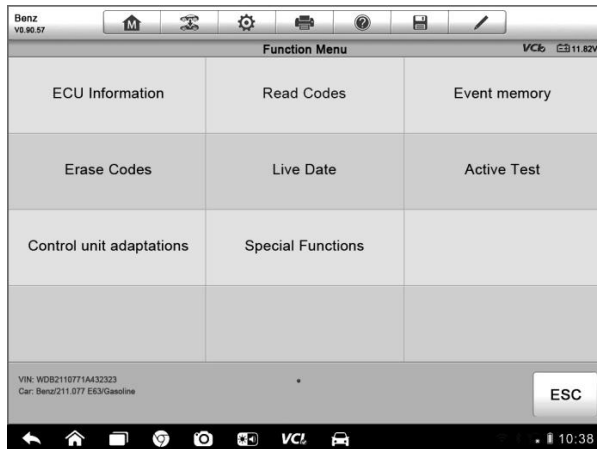 Benz
V0.90.57
M
Function Menu
VCI
11.82V
ECU Information
Read Codes
Event memory
Erase Codes
Live Date
Active Test
Control unit adaptations
Special Functions
VIN: WDB2110771A432323
Car: Benz/211.077 E63/Gasoline
ESC
VCI
10:38